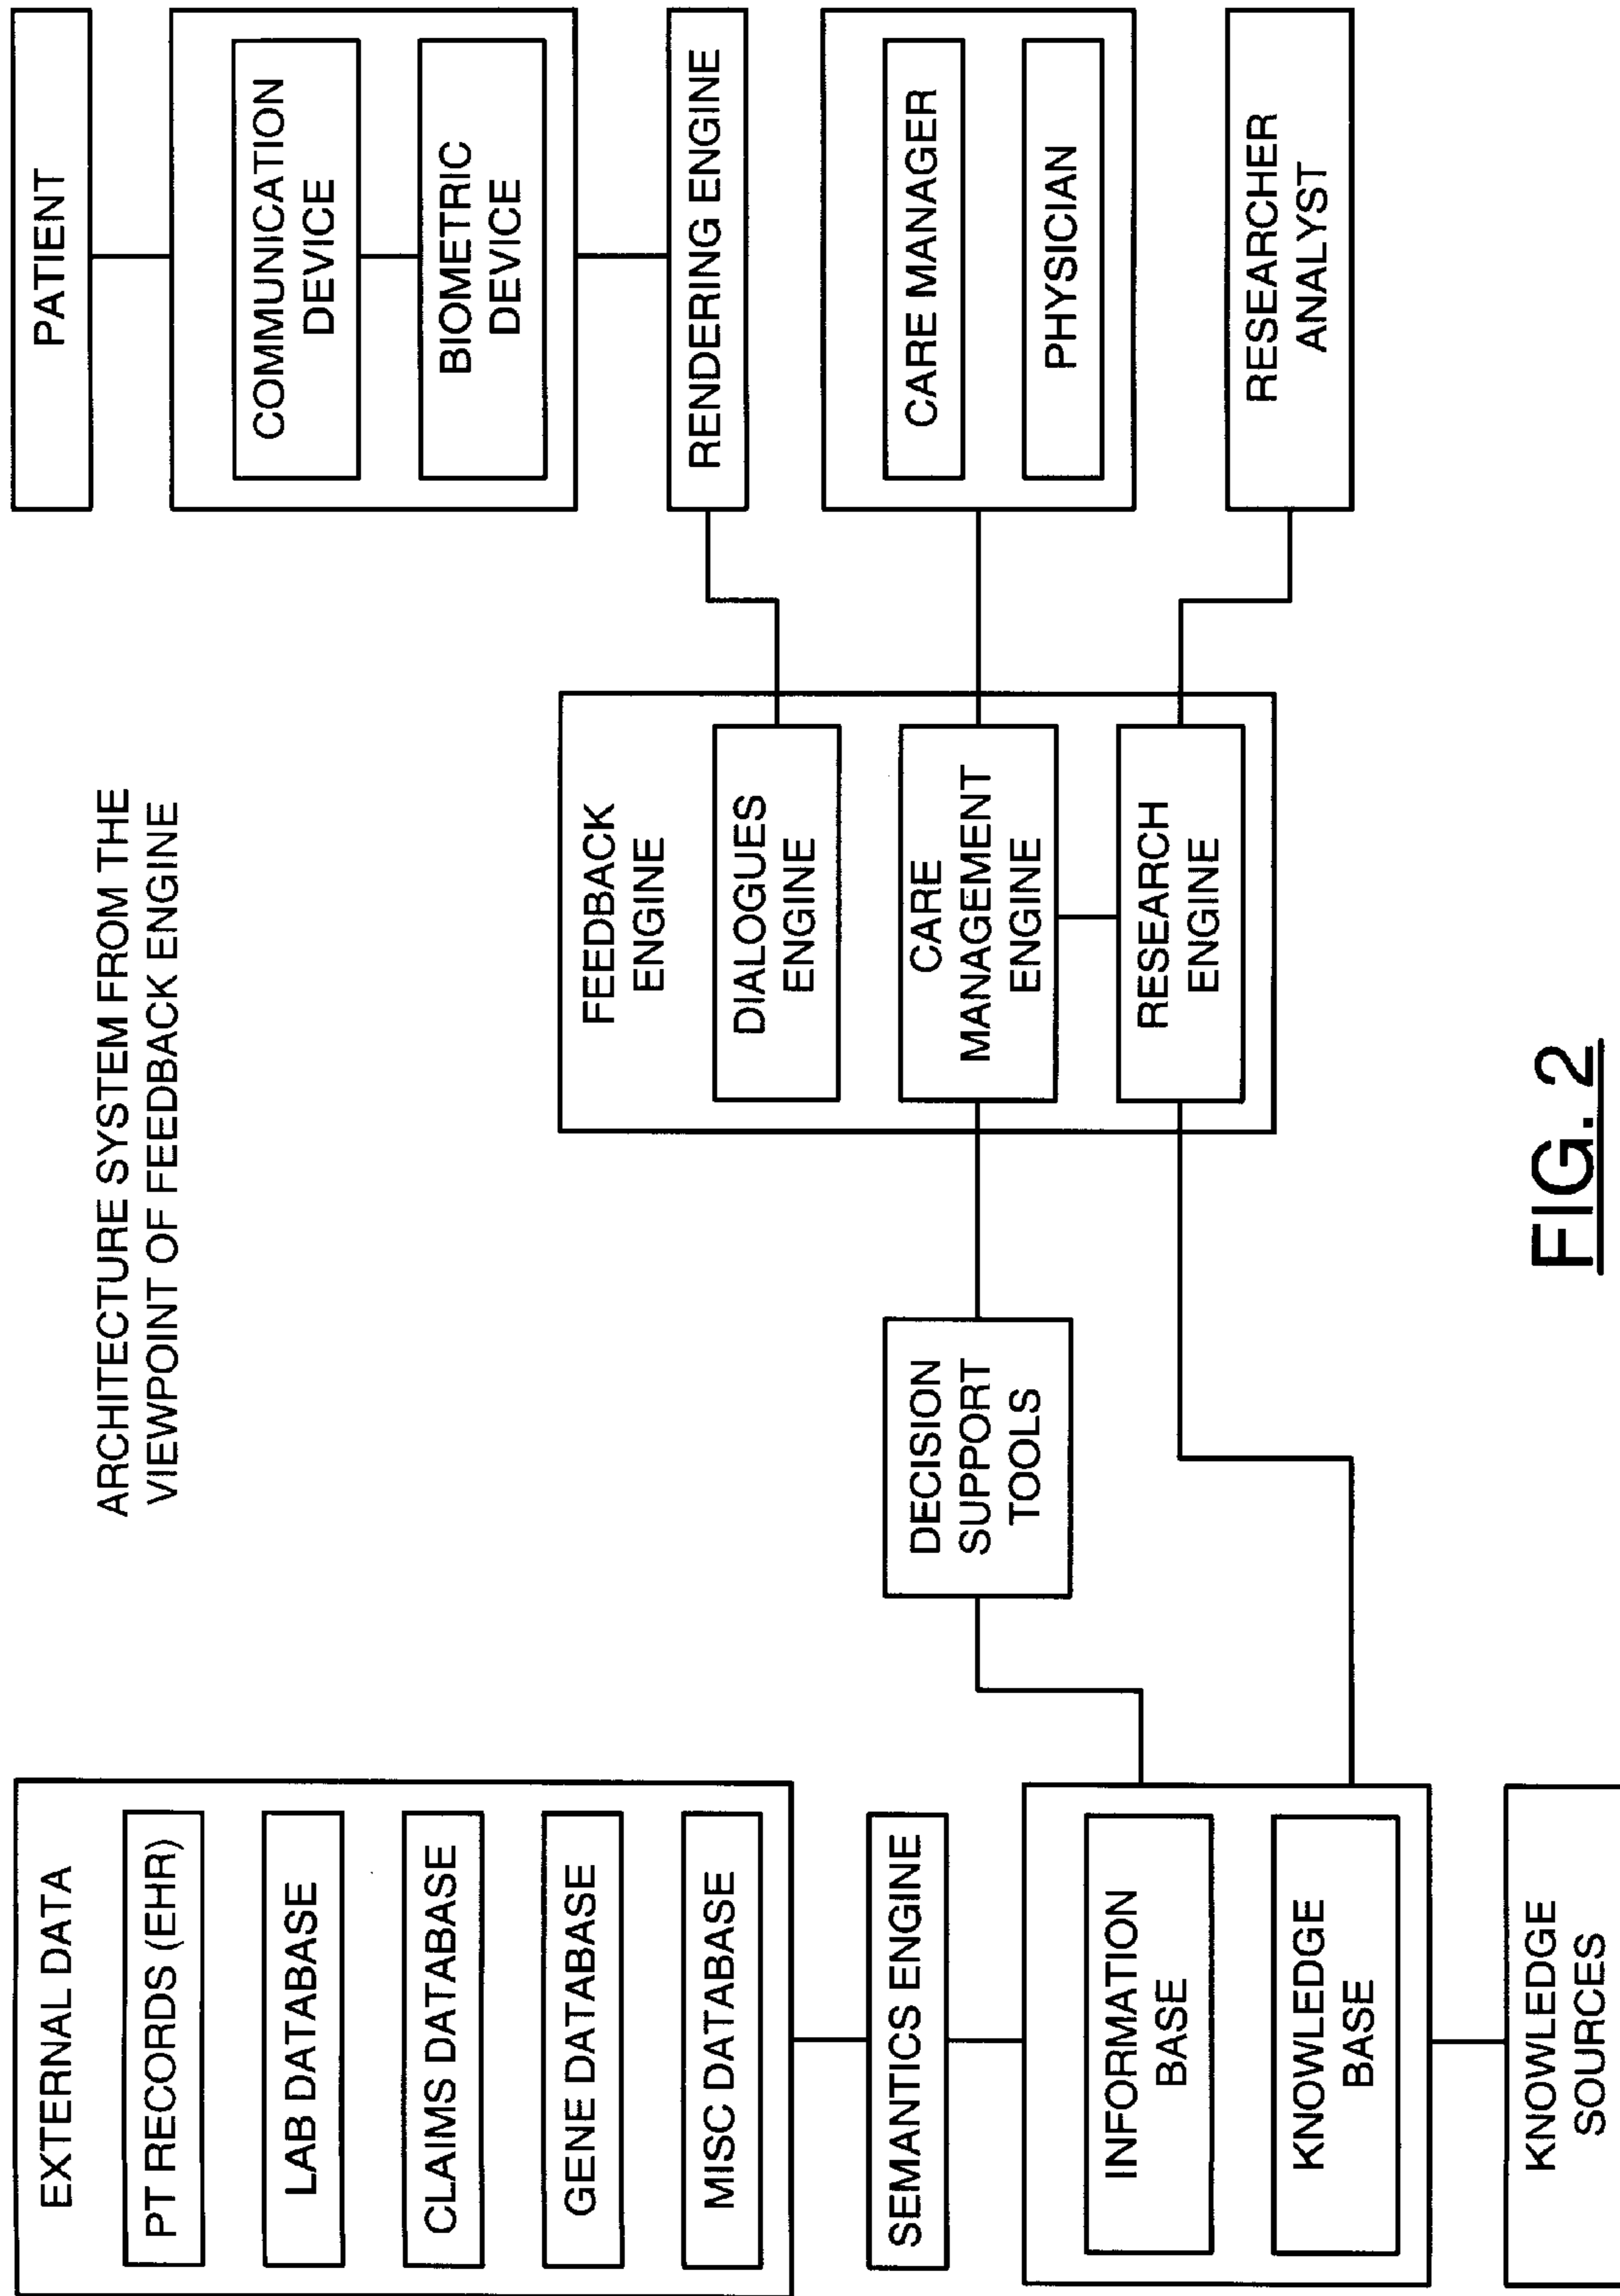 ARCHITECTURE SYSTEM FROM THE
VIEWPOINT OF FEEDBACK ENGINE
EXTERNAL DATA
PT RECORDS (EHR)
LAB DATABASE
CLAIMS DATABASE
GENE DATABASE
MISC DATABASE
SEMANTICS ENGINE
INFORMATION
BASE
KNOWLEDGE
BASE
KNOWLEDGE
SOURCES
DECISION
SUPPORT
TOOLS
FEEDBACK
ENGINE
DIALOGUES
ENGINE
CARE
MANAGEMENT
ENGINE
RESEARCH
ENGINE
PATIENT
COMMUNICATION
DEVICE
BIOMETRIC
DEVICE
RENDERING ENGINE
CARE MANAGER
PHYSICIAN
RESEARCHER
ANALYST
FIG. 2